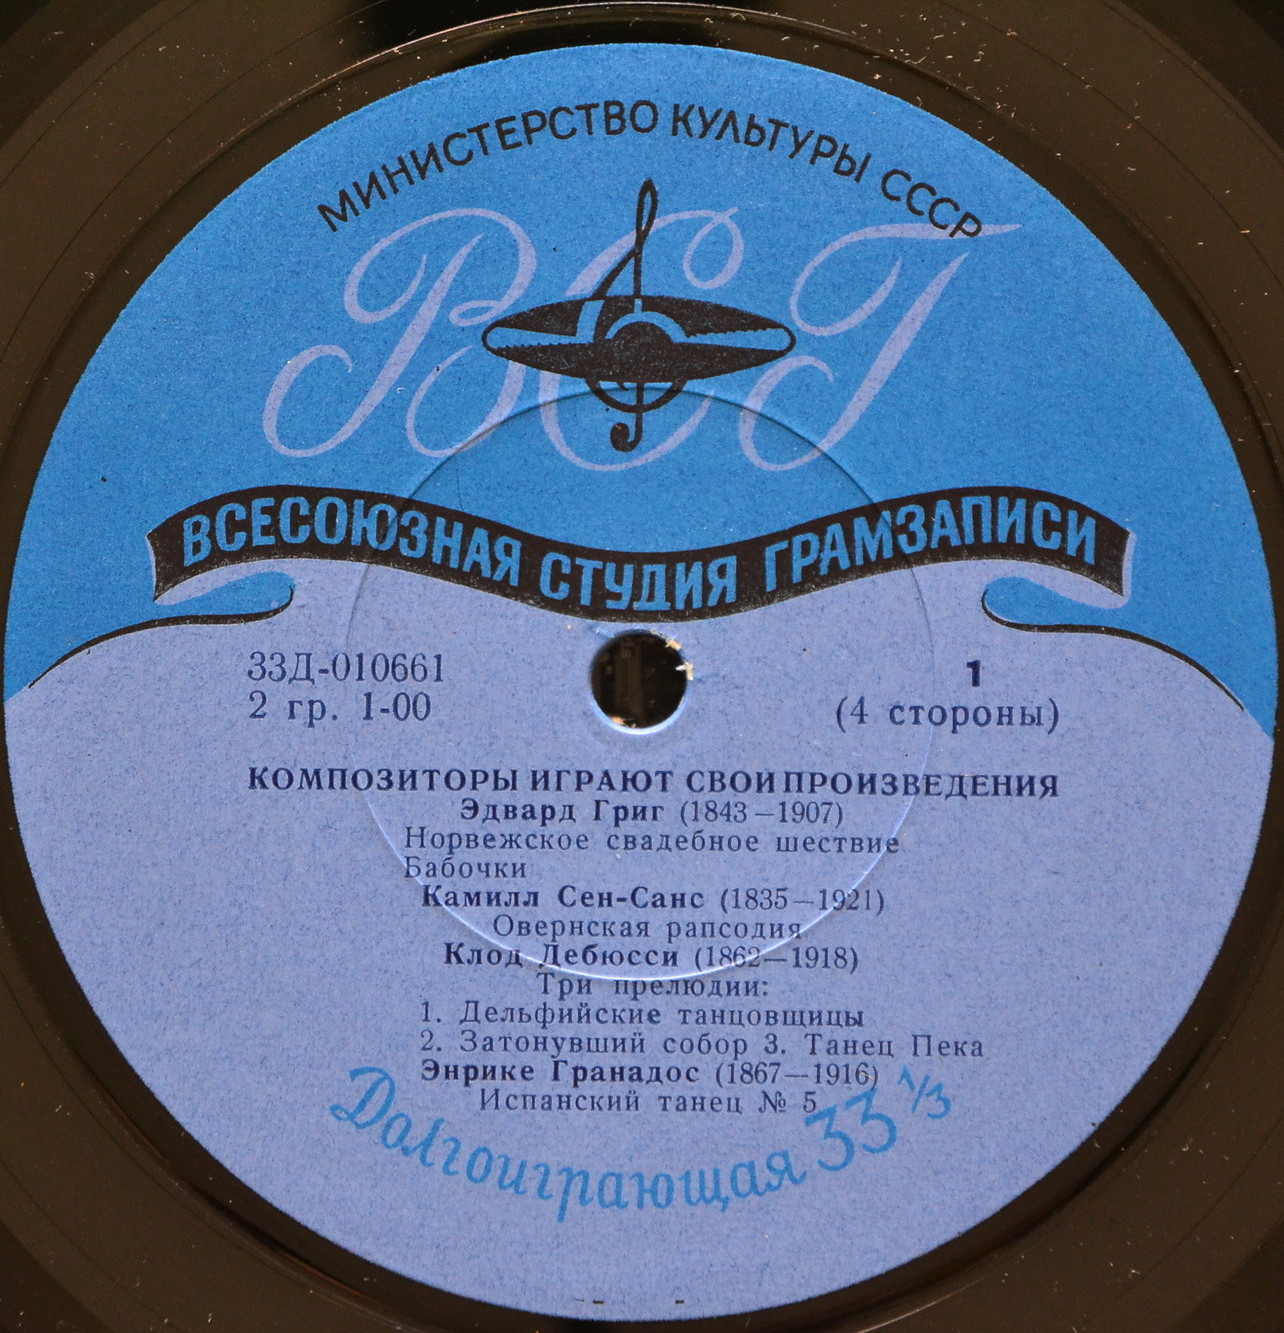 МИНИСТЕРСТВО КУЛЬТУРЫ СССР
ВСГ
ВСЕСОЮЗНАЯ СТУДИЯ ГРАМЗАПИСИ
33Д-010661
2 гр. 1-00
1
(4 стороны)
КОМПОЗИТОРЫ ИГРАЮТ СВОИ ПРОИЗВЕДЕНИЯ
Эдвард Григ (1843–1907)
Норвежское свадебное шествие
Бабочки
Камилл Сен-Санс (1835—1921)
Овернская рапсодия
Клод Дебюсси (1862—1918)
Три прелюдии:
1. Дельфийские танцовщицы
2. Затонувший собор 3. Танец Пека
Энрике Гранадос (1867—1916)
Испанский танец № 5
Долгоиграющая 33 1/3